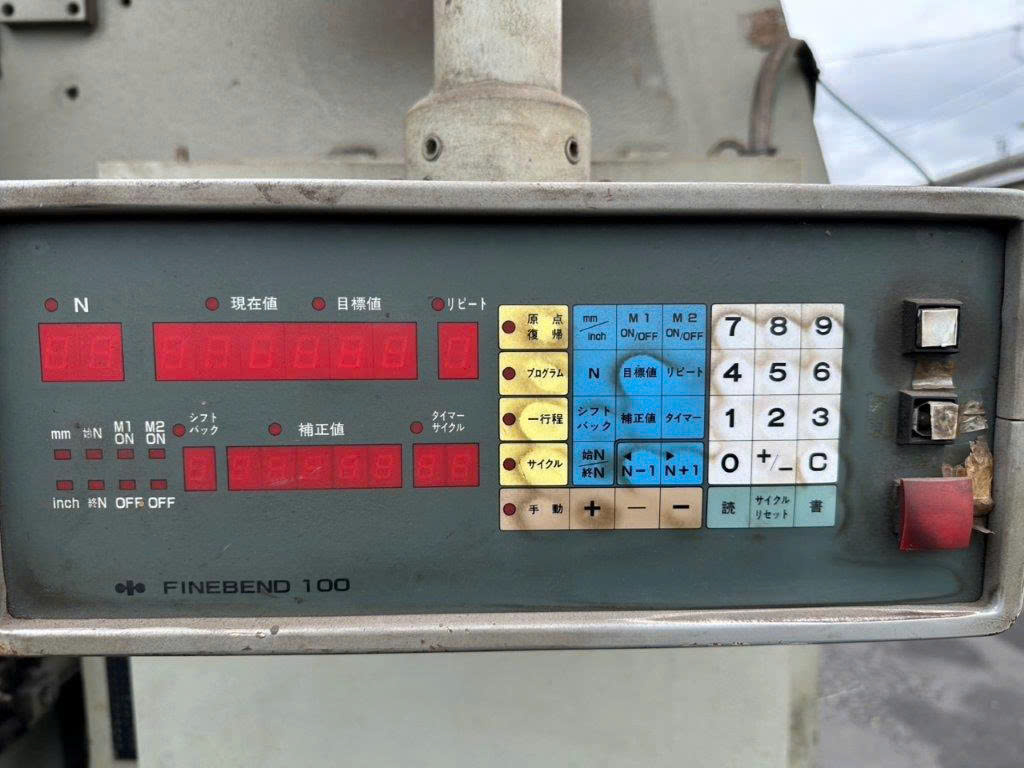 N 現在値 目標値 リピート
mm 始N M1 ON M2 ON シフトバック 補正値 タイマーサイクル
inch 終N OFF OFF
FINEBEND 100
原点復帰 mm/inch M1 ON/OFF M2 ON/OFF 7 8 9
プログラム N 目標値 リピート 4 5 6
一行程 シフトバック 補正値 タイマー 1 2 3
サイクル 始N/終N ◀N−1 ▶N+1 0 +/− C
手動 + − − 読 サイクルリセット 書